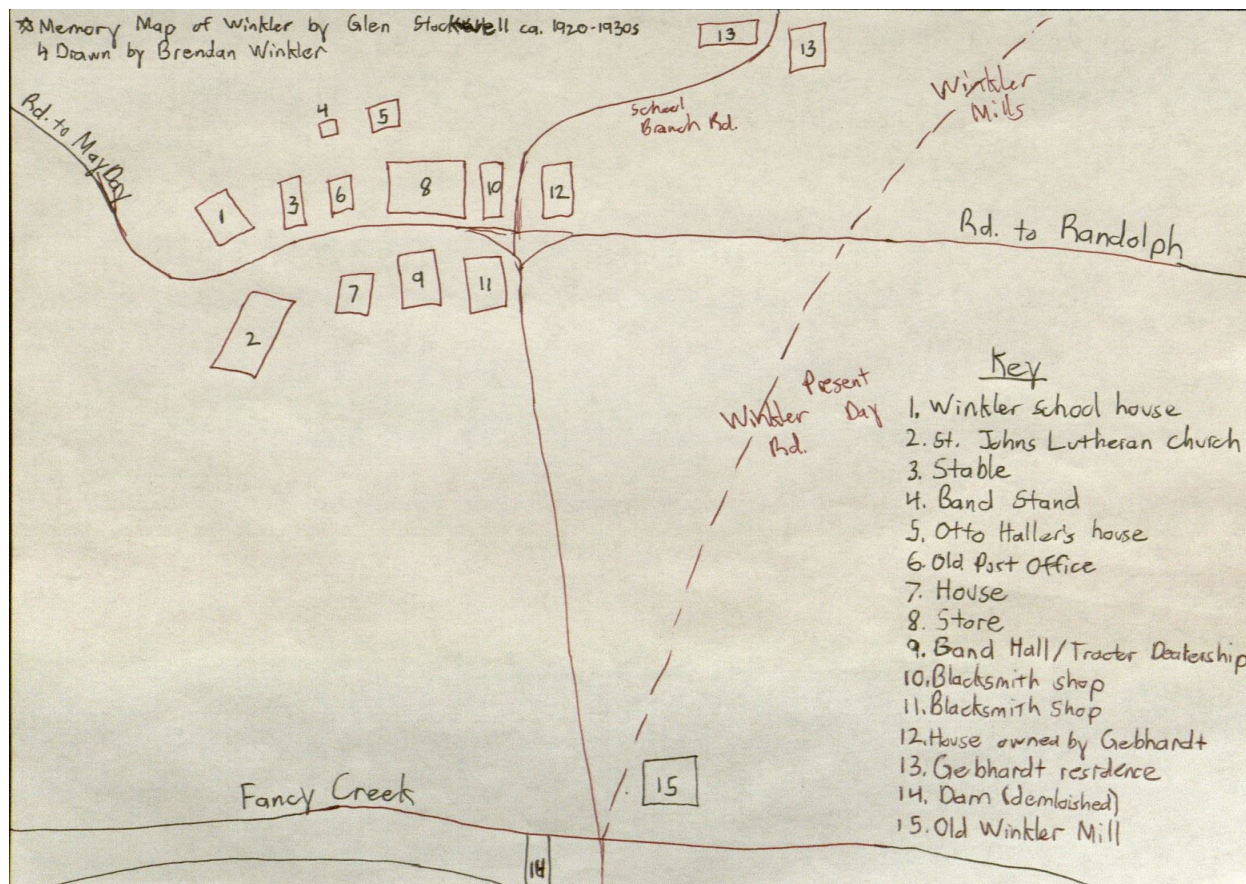 ☆ Memory Map of Winkler by Glen Stockwell ca. 1920-1930s
↳ Drawn by Brendan Winkler
13
13
Winkler
Mills
4
5
School
Branch Rd.
Rd. to May Day
1
3
6
8
10
12
Rd. to Randolph
7
9
11
2
Present
Day
Winkler
Rd.
Key
1. Winkler school house
2. St. Johns Lutheran church
3. Stable
4. Band Stand
5. Otto Haller's house
6. Old Post Office
7. House
8. Store
9. Band Hall/Tractor Dealership
10. Blacksmith shop
11. Blacksmith Shop
12. House owned by Gebhardt
13. Gebhardt residence
14. Dam (demloished)
15. Old Winkler Mill
15
Fancy Creek
14